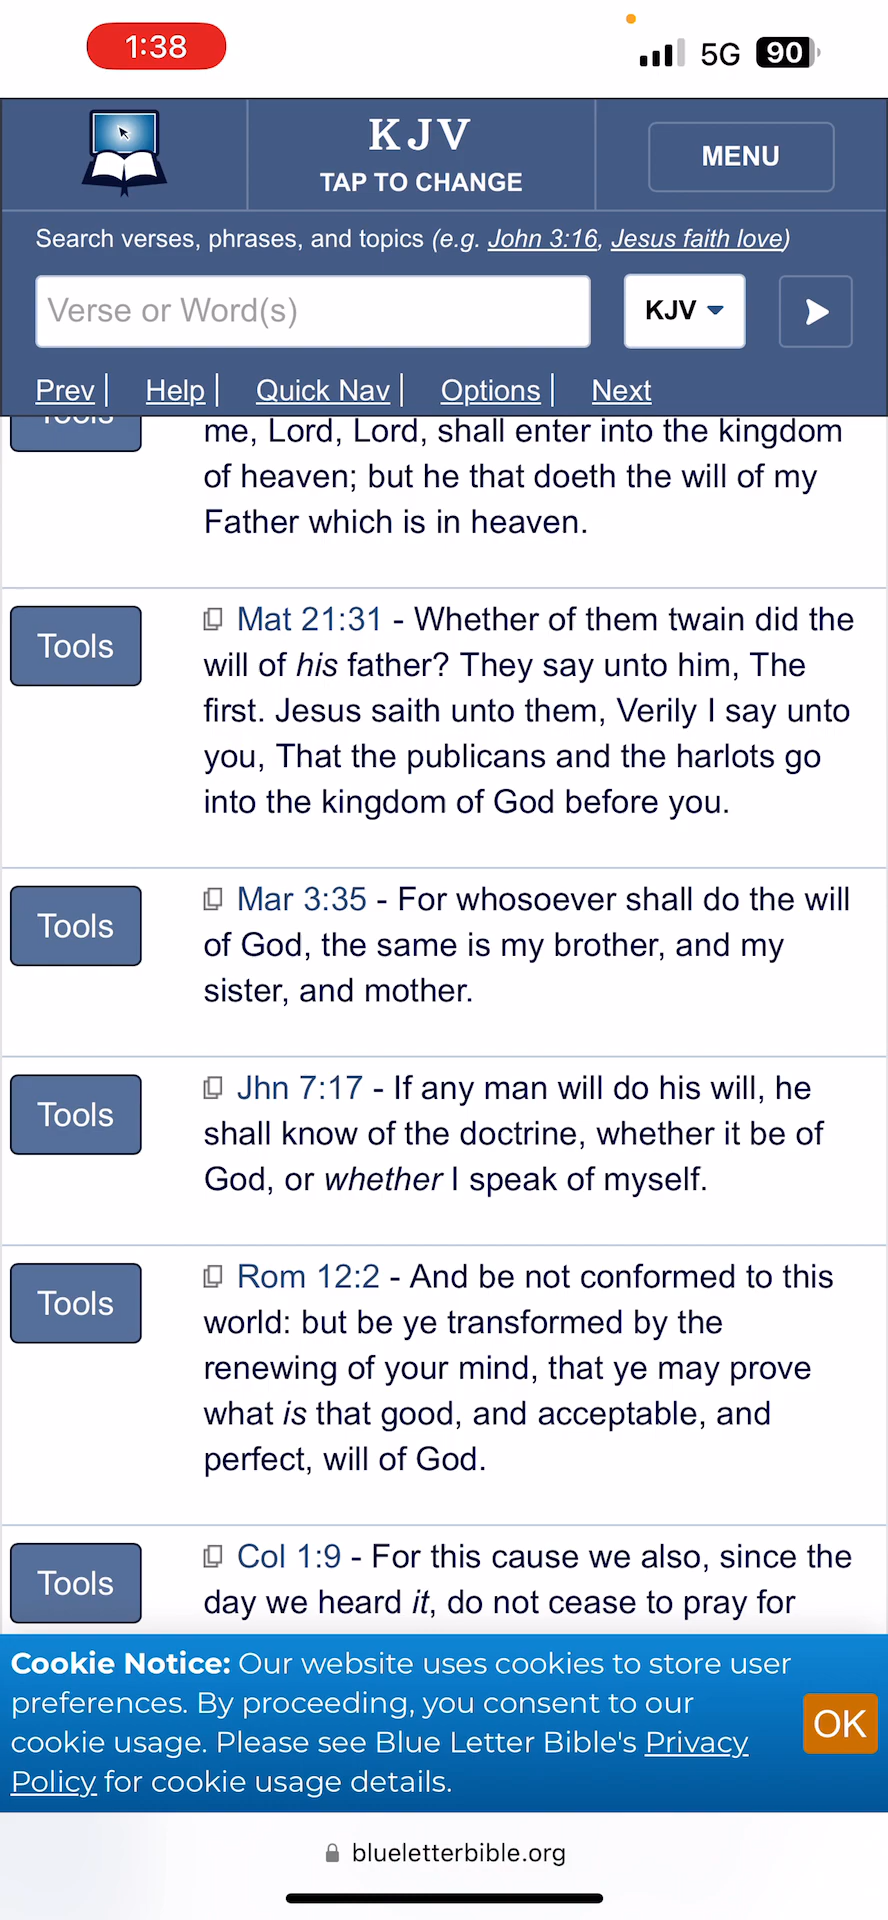 1:38
5G 90
KJV
TAP TO CHANGE
MENU
Search verses, phrases, and topics (e.g. John 3:16, Jesus faith love)
Verse or Word(s)
KJV
Prev | Help | Quick Nav | Options | Next
Tools
me, Lord, Lord, shall enter into the kingdom
of heaven; but he that doeth the will of my
Father which is in heaven.
Tools
Mat 21:31 - Whether of them twain did the
will of his father? They say unto him, The
first. Jesus saith unto them, Verily I say unto
you, That the publicans and the harlots go
into the kingdom of God before you.
Tools
Mar 3:35 - For whosoever shall do the will
of God, the same is my brother, and my
sister, and mother.
Tools
Jhn 7:17 - If any man will do his will, he
shall know of the doctrine, whether it be of
God, or whether I speak of myself.
Tools
Rom 12:2 - And be not conformed to this
world: but be ye transformed by the
renewing of your mind, that ye may prove
what is that good, and acceptable, and
perfect, will of God.
Tools
Col 1:9 - For this cause we also, since the
day we heard it, do not cease to pray for
Cookie Notice: Our website uses cookies to store user
preferences. By proceeding, you consent to our
cookie usage. Please see Blue Letter Bible's Privacy
Policy for cookie usage details.
OK
blueletterbible.org